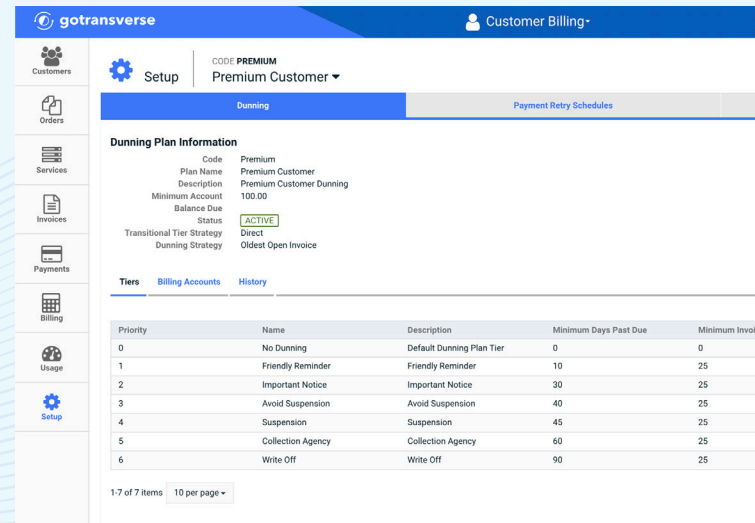 gotransverse
Customer Billing
Customers
Orders
Services
Invoices
Payments
Billing
Usage
Setup
Setup
CODE PREMIUM
Premium Customer
Dunning
Payment Retry Schedules
Dunning Plan Information
Code Premium
Plan Name Premium Customer
Description Premium Customer Dunning
Minimum Account 100.00
Balance Due
Status ACTIVE
Transitional Tier Strategy Direct
Dunning Strategy Oldest Open Invoice
Tiers Billing Accounts History
Priority Name Description Minimum Days Past Due Minimum Invoi
0 No Dunning Default Dunning Plan Tier 0 0
1 Friendly Reminder Friendly Reminder 10 25
2 Important Notice Important Notice 30 25
3 Avoid Suspension Avoid Suspension 40 25
4 Suspension Suspension 45 25
5 Collection Agency Collection Agency 60 25
6 Write Off Write Off 90 25
1-7 of 7 items 10 per page